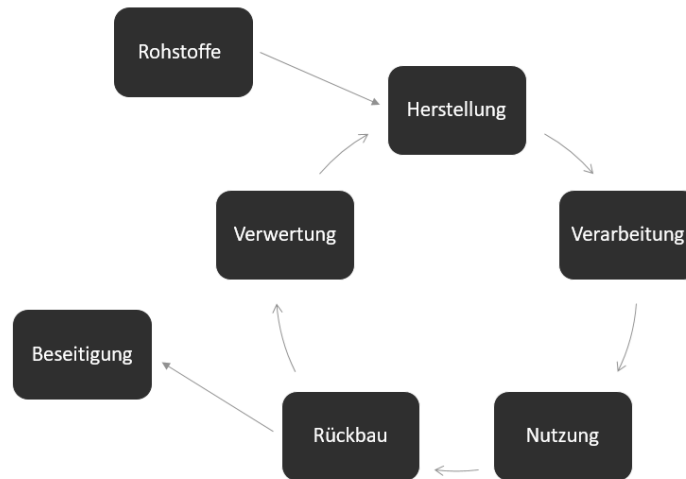 Rohstoffe
Herstellung
Verwertung
Verarbeitung
Beseitigung
Rückbau
Nutzung